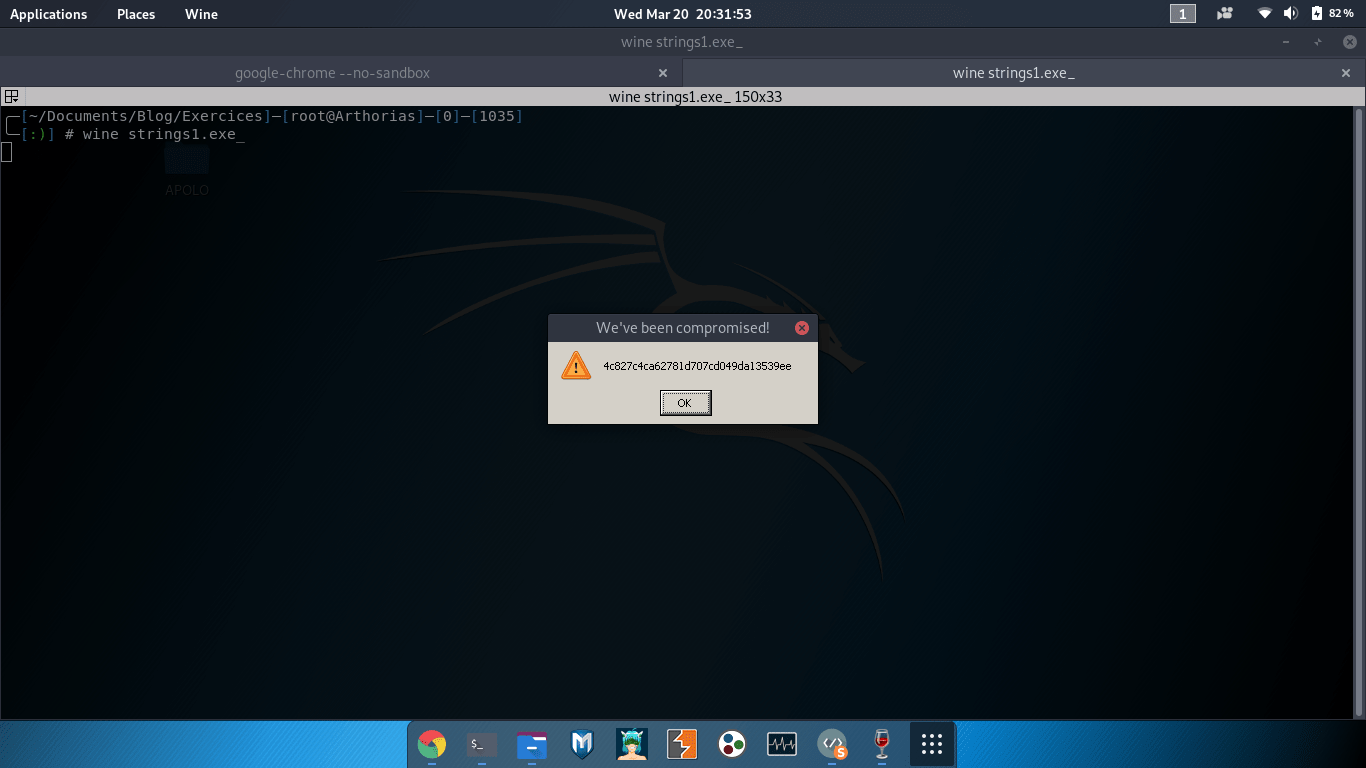 Applications Places Wine Wed Mar 20 20:31:53 1 82 %
wine strings1.exe_
google-chrome --no-sandbox × wine strings1.exe_ ×
wine strings1.exe_ 150x33
┌─[~/Documents/Blog/Exercices]─[root@Arthorias]─[0]─[1035]
└─[:)] # wine strings1.exe_
APOLO
We've been compromised!
4c827c4ca62781d707cd049da13539ee
OK
$_
S